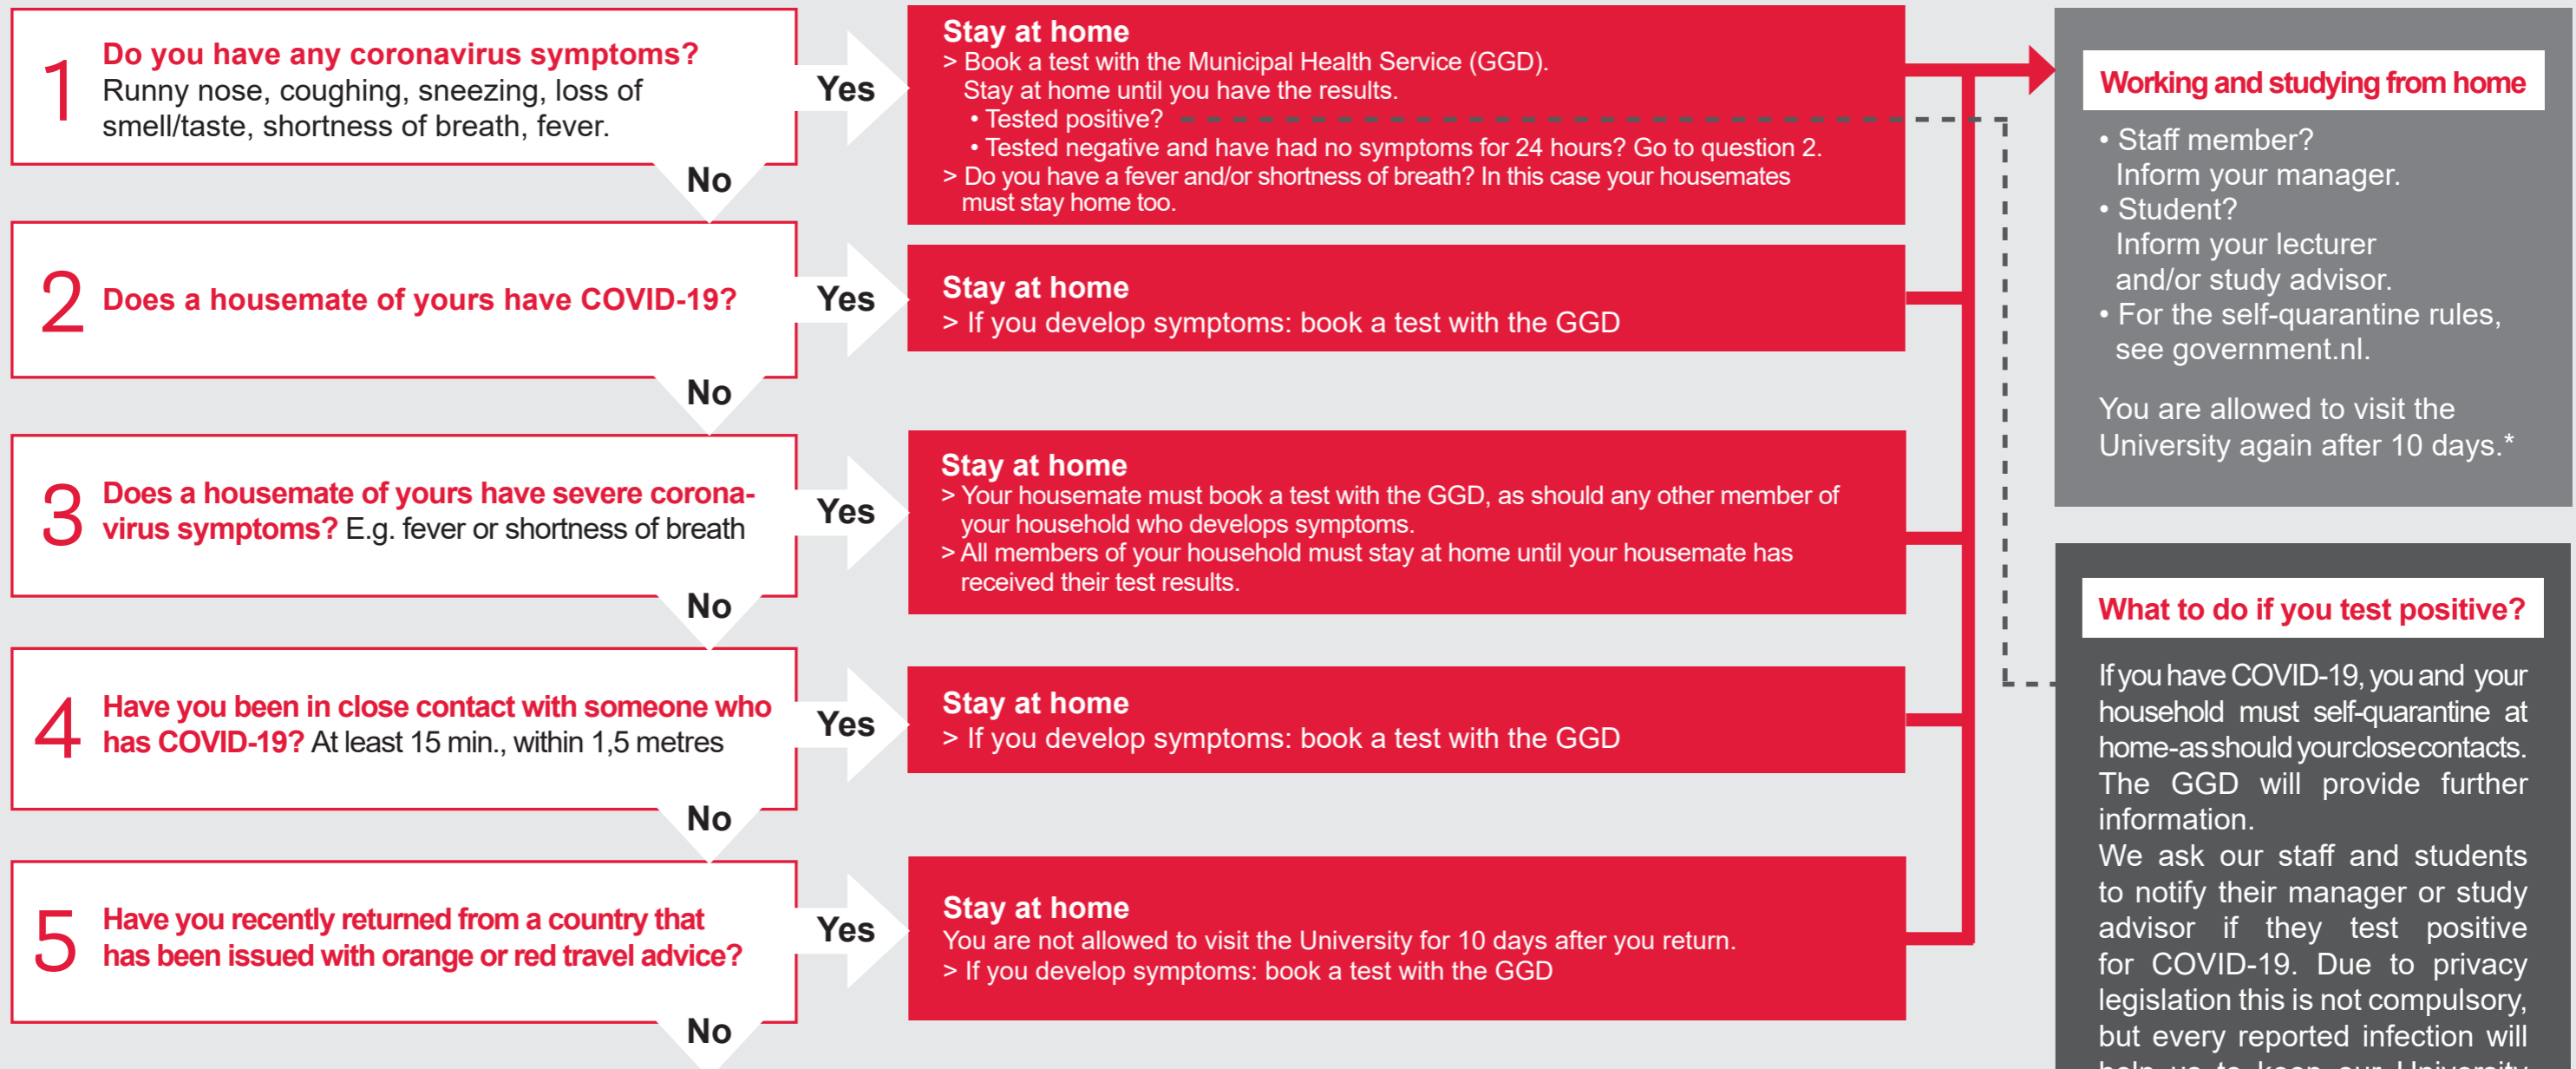 1
Do you have any coronavirus symptoms?
Runny nose, coughing, sneezing, loss of
smell/taste, shortness of breath, fever.
Yes
No
Stay at home
> Book a test with the Municipal Health Service (GGD).
Stay at home until you have the results.
• Tested positive?
• Tested negative and have had no symptoms for 24 hours? Go to question 2.
> Do you have a fever and/or shortness of breath? In this case your housemates
must stay home too.
2
Does a housemate of yours have COVID-19?
Yes
No
Stay at home
> If you develop symptoms: book a test with the GGD
3
Does a housemate of yours have severe corona-
virus symptoms? E.g. fever or shortness of breath
Yes
No
Stay at home
> Your housemate must book a test with the GGD, as should any other member of
your household who develops symptoms.
> All members of your household must stay at home until your housemate has
received their test results.
4
Have you been in close contact with someone who
has COVID-19? At least 15 min., within 1,5 metres
Yes
No
Stay at home
> If you develop symptoms: book a test with the GGD
5
Have you recently returned from a country that
has been issued with orange or red travel advice?
Yes
No
Stay at home
You are not allowed to visit the University for 10 days after you return.
> If you develop symptoms: book a test with the GGD
Working and studying from home
• Staff member?
Inform your manager.
• Student?
Inform your lecturer
and/or study advisor.
• For the self-quarantine rules,
see government.nl.
You are allowed to visit the
University again after 10 days.*
What to do if you test positive?
If you have COVID-19, you and your
household must self-quarantine at
home-as should your close contacts.
The GGD will provide further
information.
We ask our staff and students
to notify their manager or study
advisor if they test positive
for COVID-19. Due to privacy
legislation this is not compulsory,
but every reported infection will
help us to keep our University